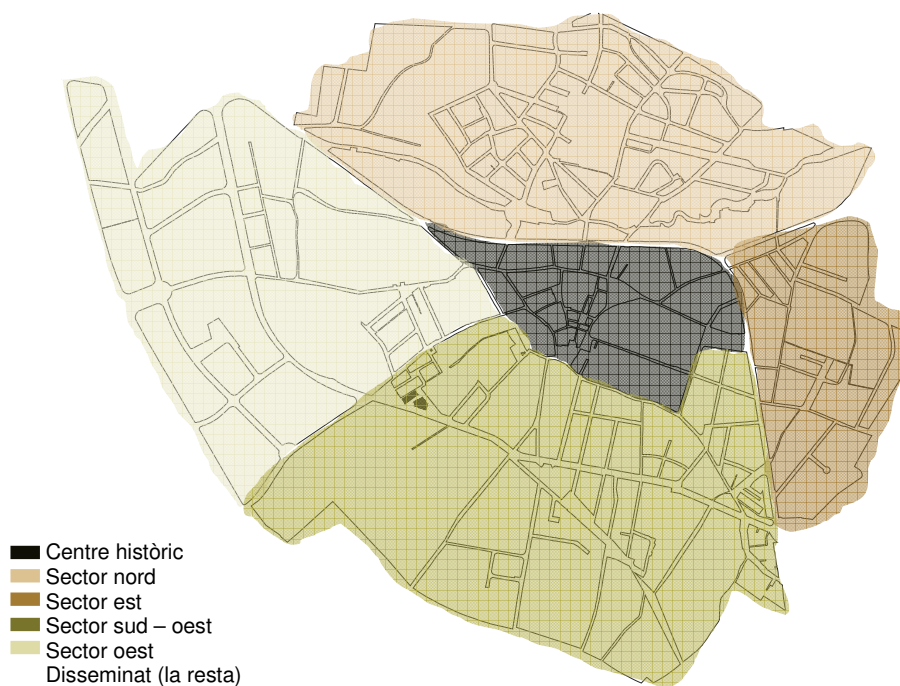 Centre històric
Sector nord
Sector est
Sector sud – oest
Sector oest
Disseminat (la resta)